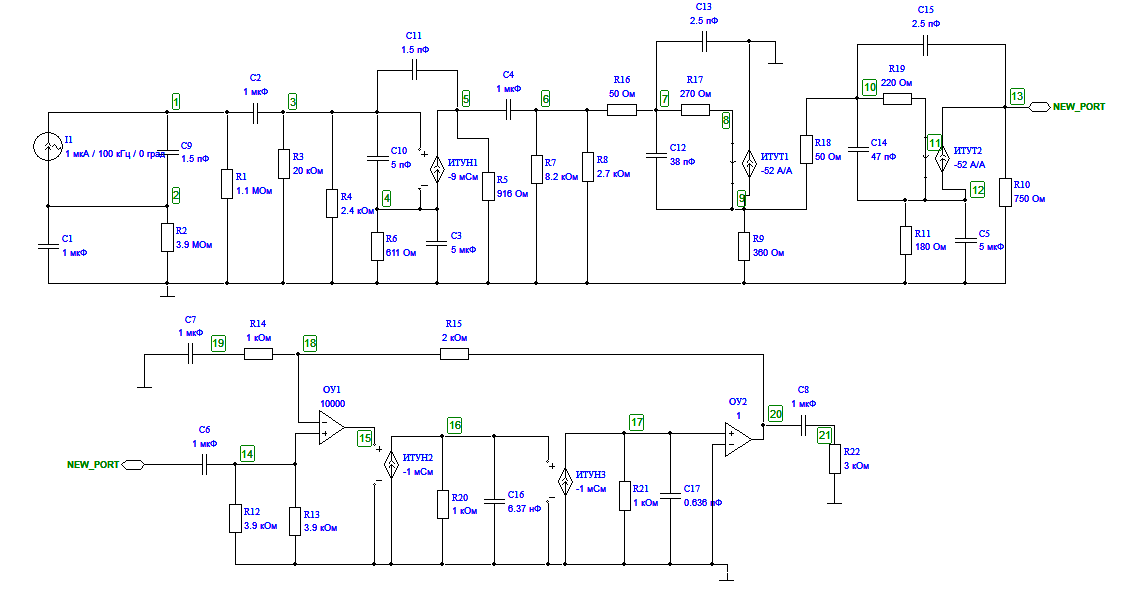 C13
2.5 пФ
C15
2.5 пФ
C11
1.5 пФ
C2
1 мкФ
C4
1 мкФ
R16
50 Ом
R17
270 Ом
R19
220 Ом
1
3
5
6
7
8
10
13
NEW_PORT
I1
1 мкА / 100 кГц / 0 град
C9
1.5 пФ
2
R1
1.1 МОм
R3
20 кОм
R4
2.4 кОм
C10
5 пФ
4
ИТУН1
-9 мСм
R5
916 Ом
R7
8.2 кОм
R8
2.7 кОм
C12
38 пФ
ИТУТ1
-52 А/А
9
R18
50 Ом
C14
47 пФ
11
ИТУТ2
-52 А/А
12
R10
750 Ом
C1
1 мкФ
R2
3.9 МОм
R6
611 Ом
C3
5 мкФ
R9
360 Ом
R11
180 Ом
C5
5 мкФ
C7
1 мкФ
19
R14
1 кОм
18
R15
2 кОм
ОУ1
10000
ОУ2
1
C8
1 мкФ
20
21
R22
3 кОм
NEW_PORT
C6
1 мкФ
14
15
16
17
ИТУН2
-1 мСм
ИТУН3
-1 мСм
R12
3.9 кОм
R13
3.9 кОм
R20
1 кОм
C16
6.37 нФ
R21
1 кОм
C17
0.636 пФ